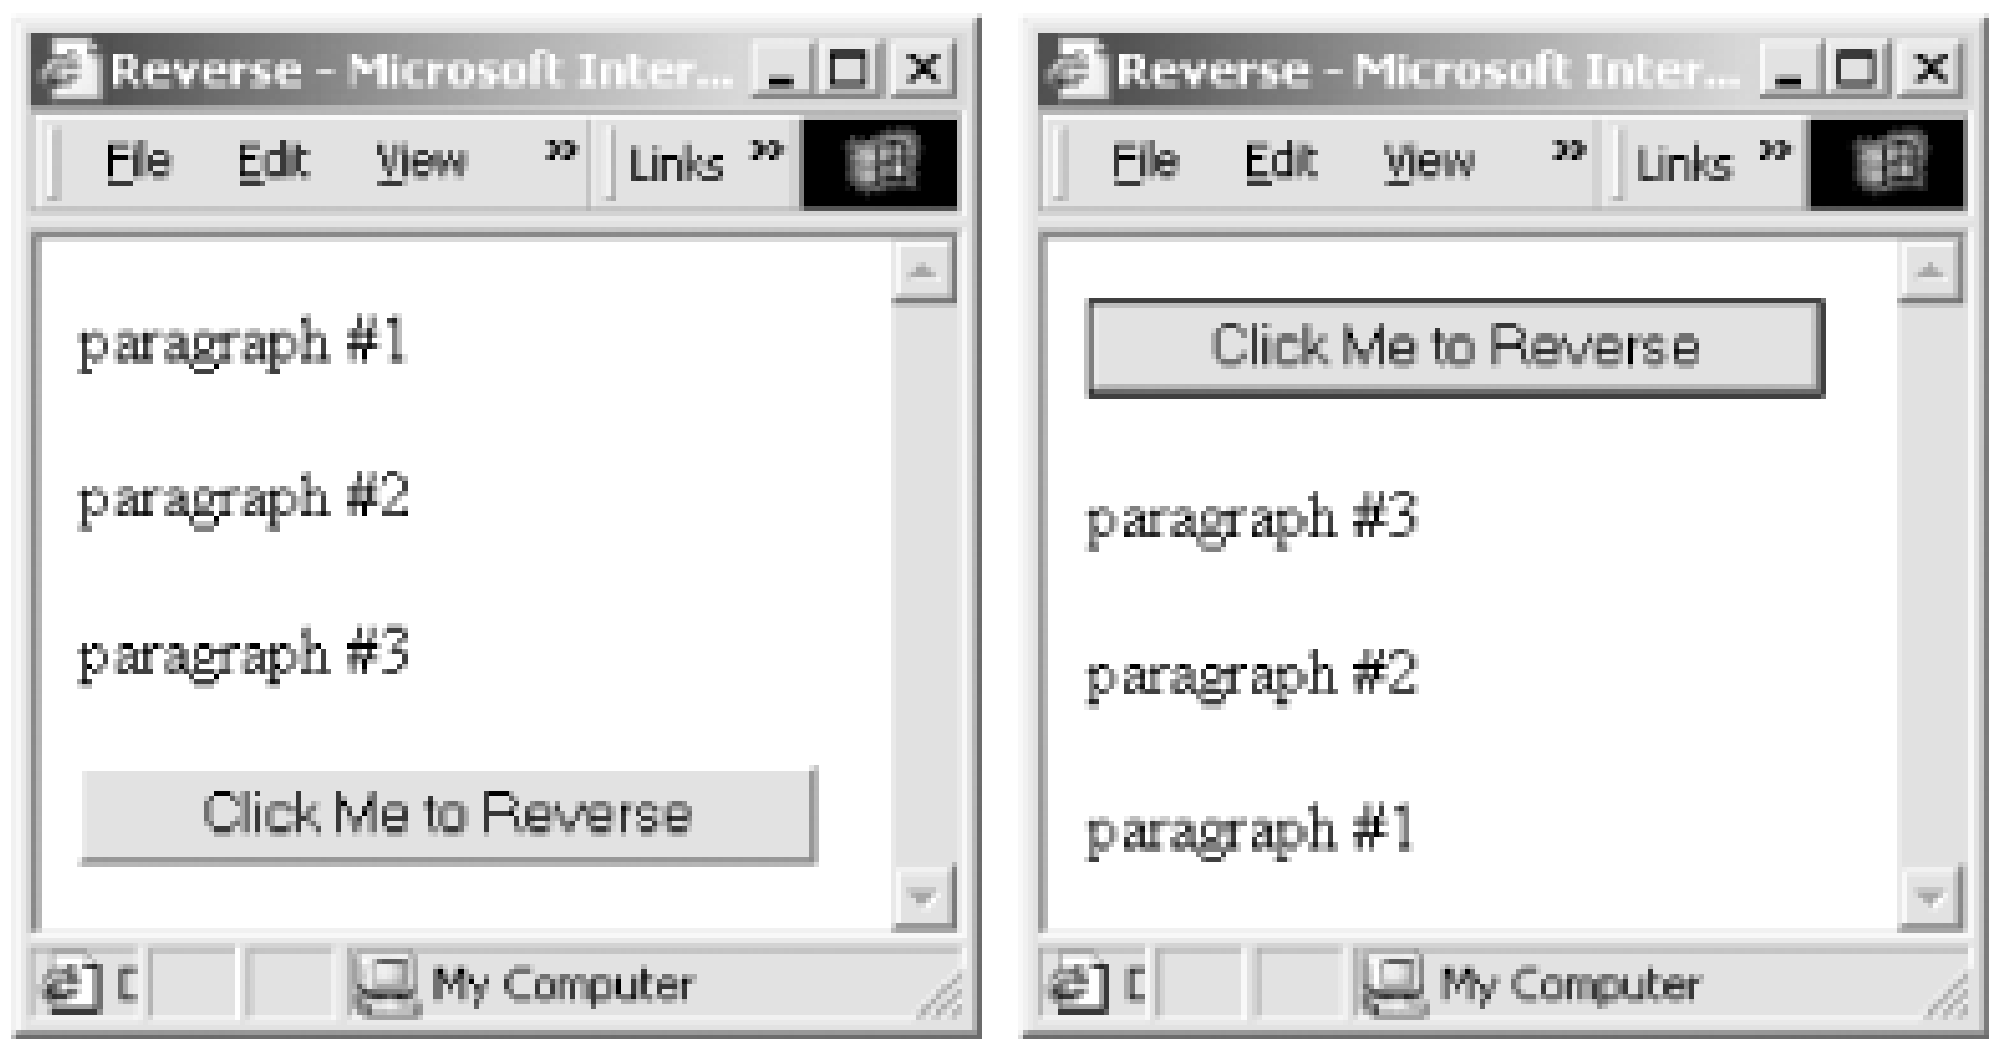 Reverse - Microsoft Inter...
File Edit View » Links »
paragraph #1
paragraph #2
paragraph #3
Click Me to Reverse
My Computer
Reverse - Microsoft Inter...
File Edit View » Links »
Click Me to Reverse
paragraph #3
paragraph #2
paragraph #1
My Computer